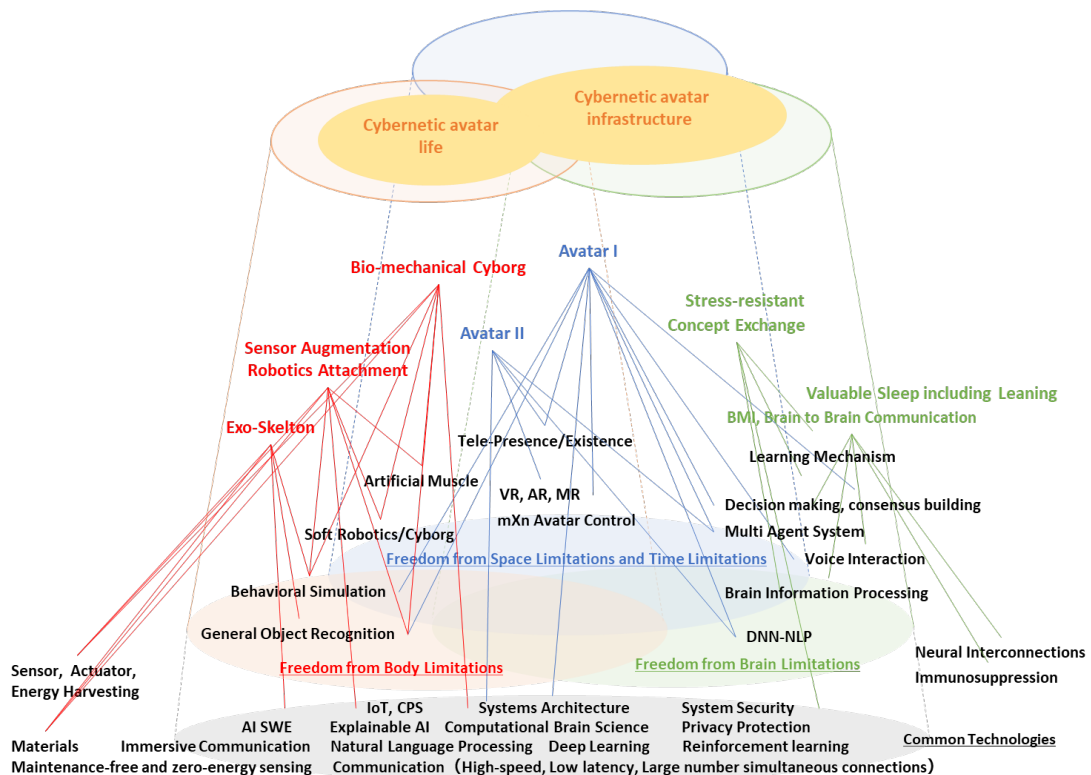 Cybernetic avatar
infrastructure
Cybernetic avatar
life
Avatar I
Bio-mechanical Cyborg
Stress-resistant
Concept Exchange
Avatar II
Sensor Augmentation
Robotics Attachment
Valuable Sleep including Leaning
BMI, Brain to Brain Communication
Exo-Skelton
Tele-Presence/Existence
Learning Mechanism
Artificial Muscle
VR, AR, MR
Decision making, consensus building
mXn Avatar Control
Soft Robotics/Cyborg
Multi Agent System
Freedom from Space Limitations and Time Limitations
Voice Interaction
Behavioral Simulation
Brain Information Processing
General Object Recognition
DNN-NLP
Neural Interconnections
Immunosuppression
Sensor, Actuator,
Energy Harvesting
Freedom from Body Limitations
Freedom from Brain Limitations
IoT, CPS
Systems Architecture
System Security
AI SWE
Explainable AI
Computational Brain Science
Privacy Protection
Common Technologies
Materials
Immersive Communication
Natural Language Processing
Deep Learning
Reinforcement learning
Maintenance-free and zero-energy sensing
Communication (High-speed, Low latency, Large number simultaneous connections)